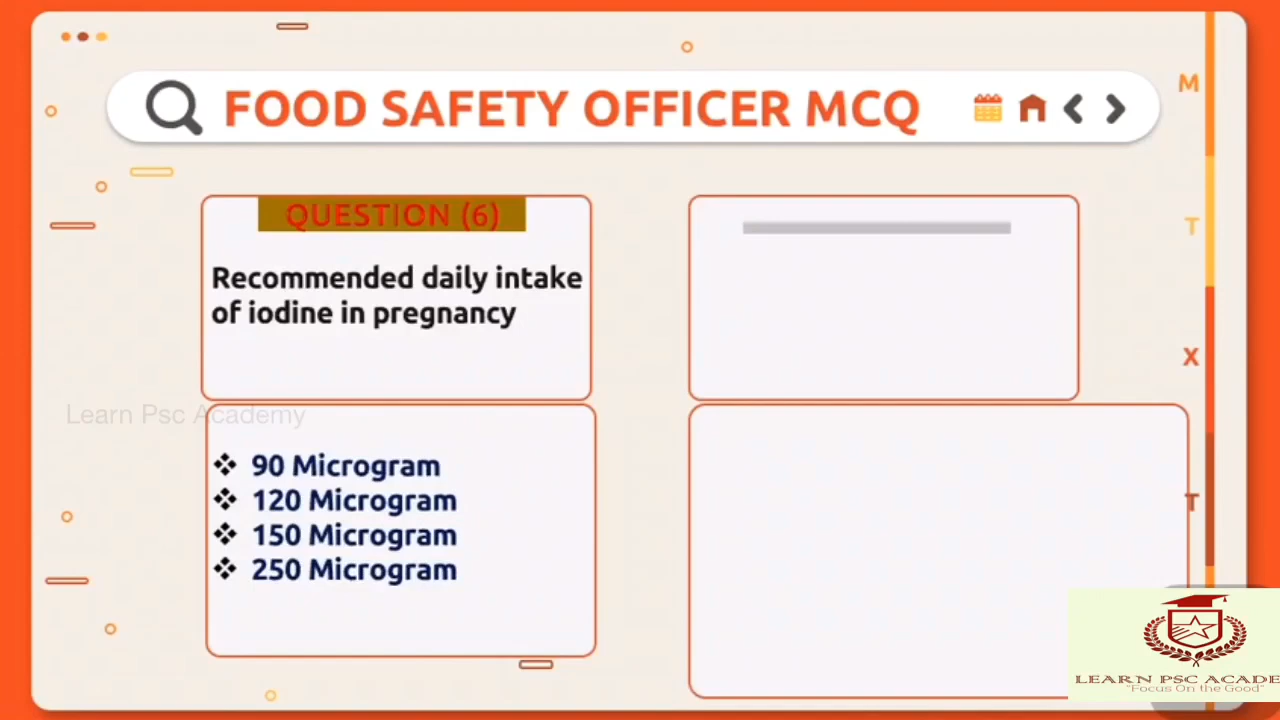 FOOD SAFETY OFFICER MCQ
M
QUESTION (6)
T
Recommended daily intake
of iodine in pregnancy
X
Learn Psc Academy
❖ 90 Microgram
❖ 120 Microgram
T
❖ 150 Microgram
❖ 250 Microgram
LEARN PSC ACADE
"Focus On the Good"